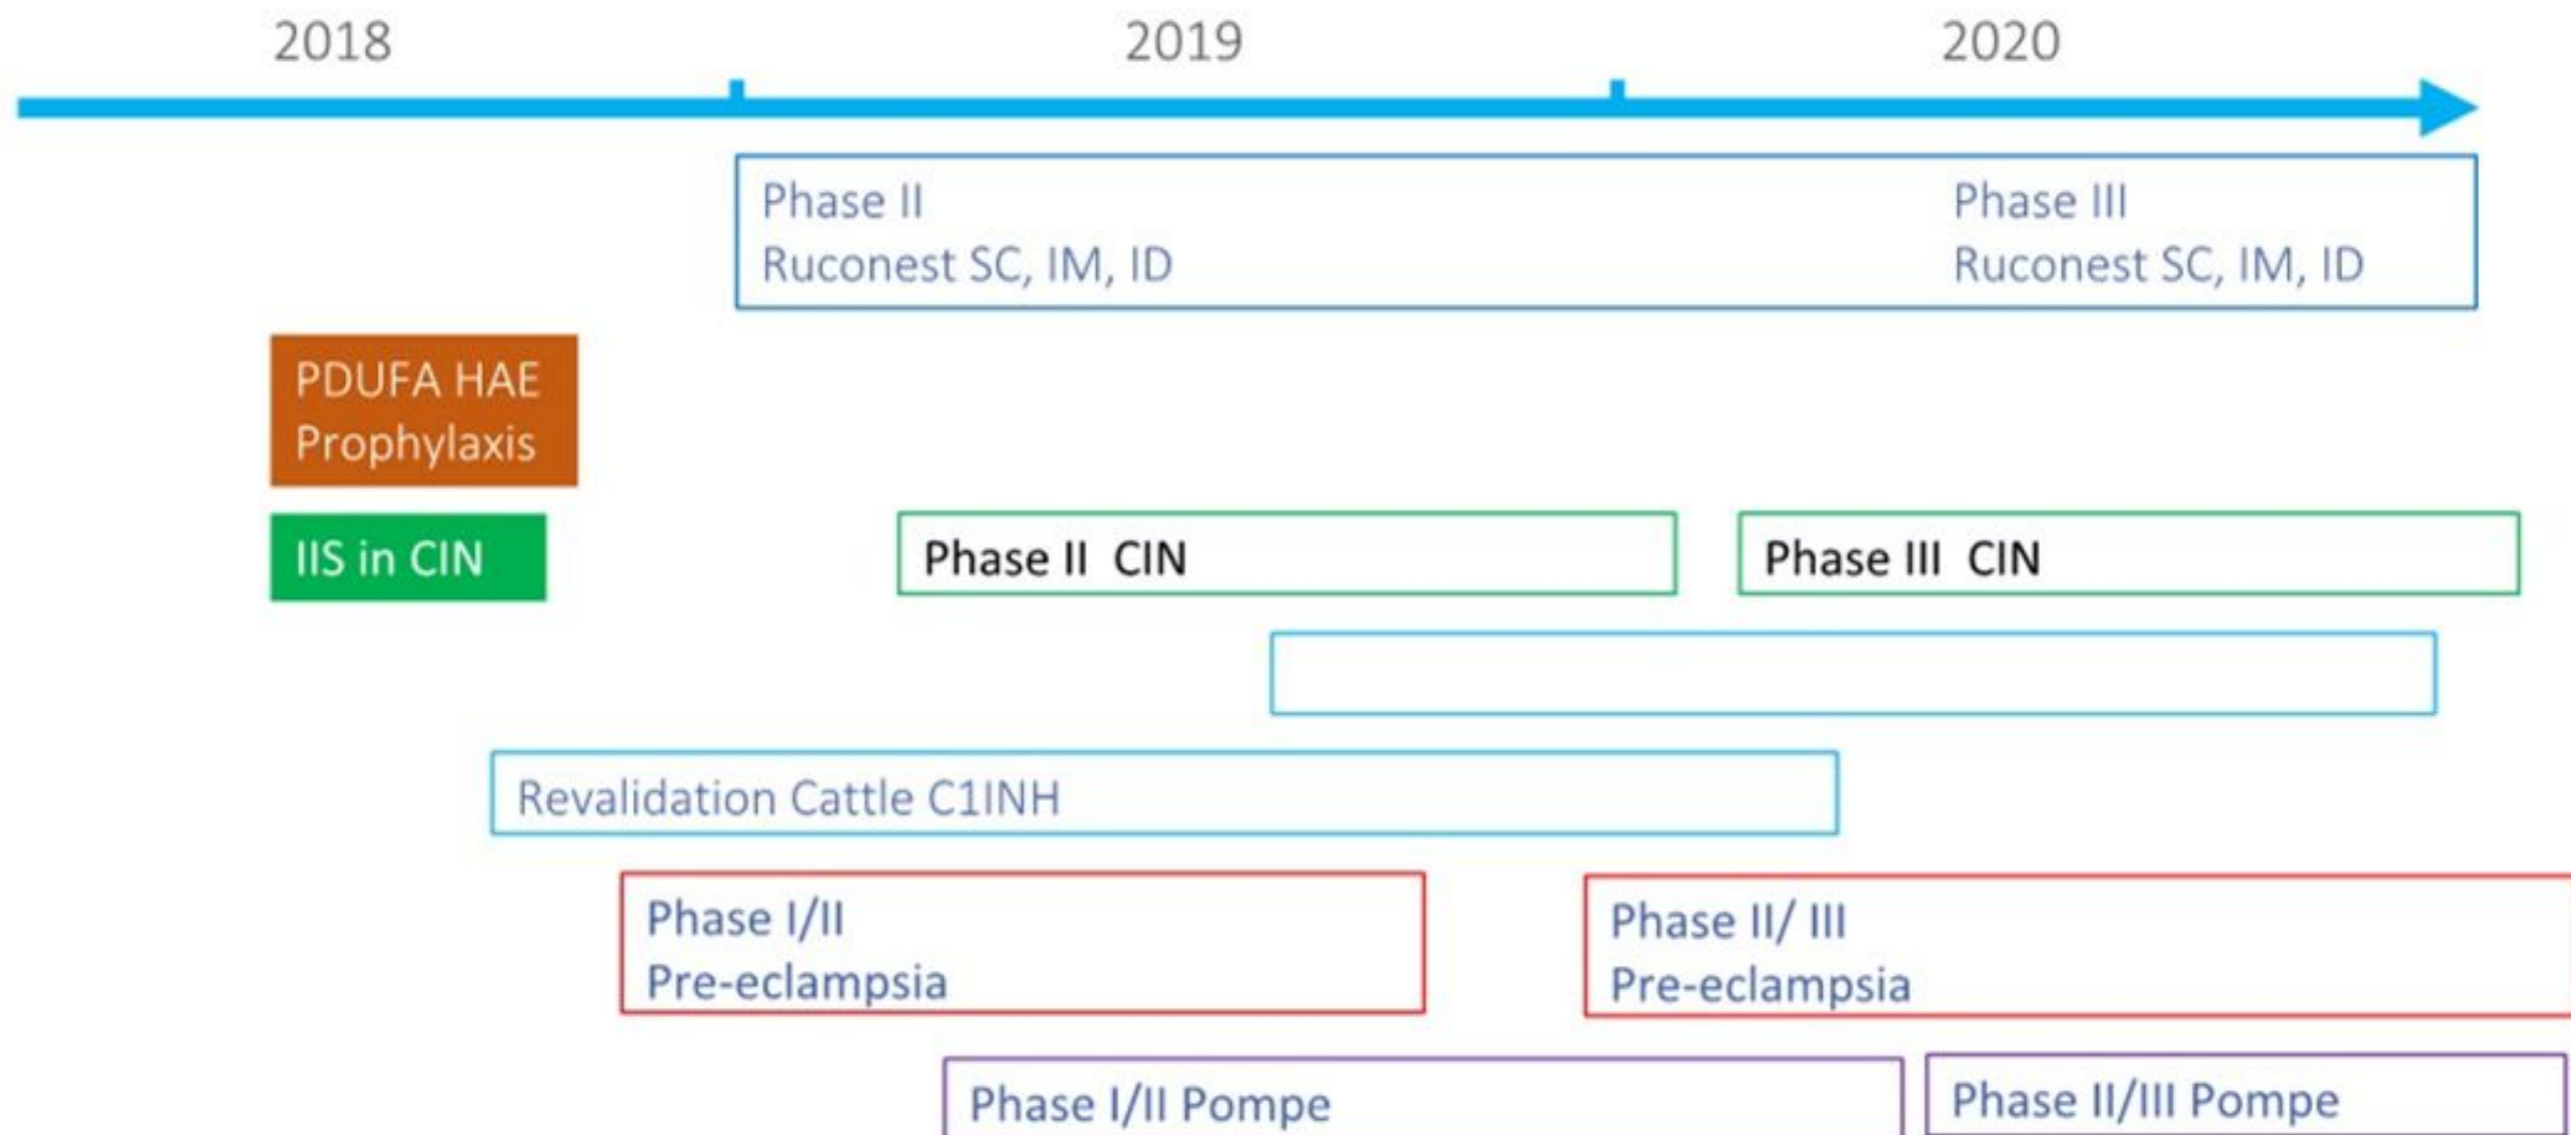 2018
2019
2020
Phase II
Ruconest SC, IM, ID
Phase III
Ruconest SC, IM, ID
PDUFA HAE
Prophylaxis
IIS in CIN
Phase II CIN
Phase III CIN
Revalidation Cattle C1INH
Phase I/II
Pre-eclampsia
Phase II/ III
Pre-eclampsia
Phase I/II Pompe
Phase II/III Pompe